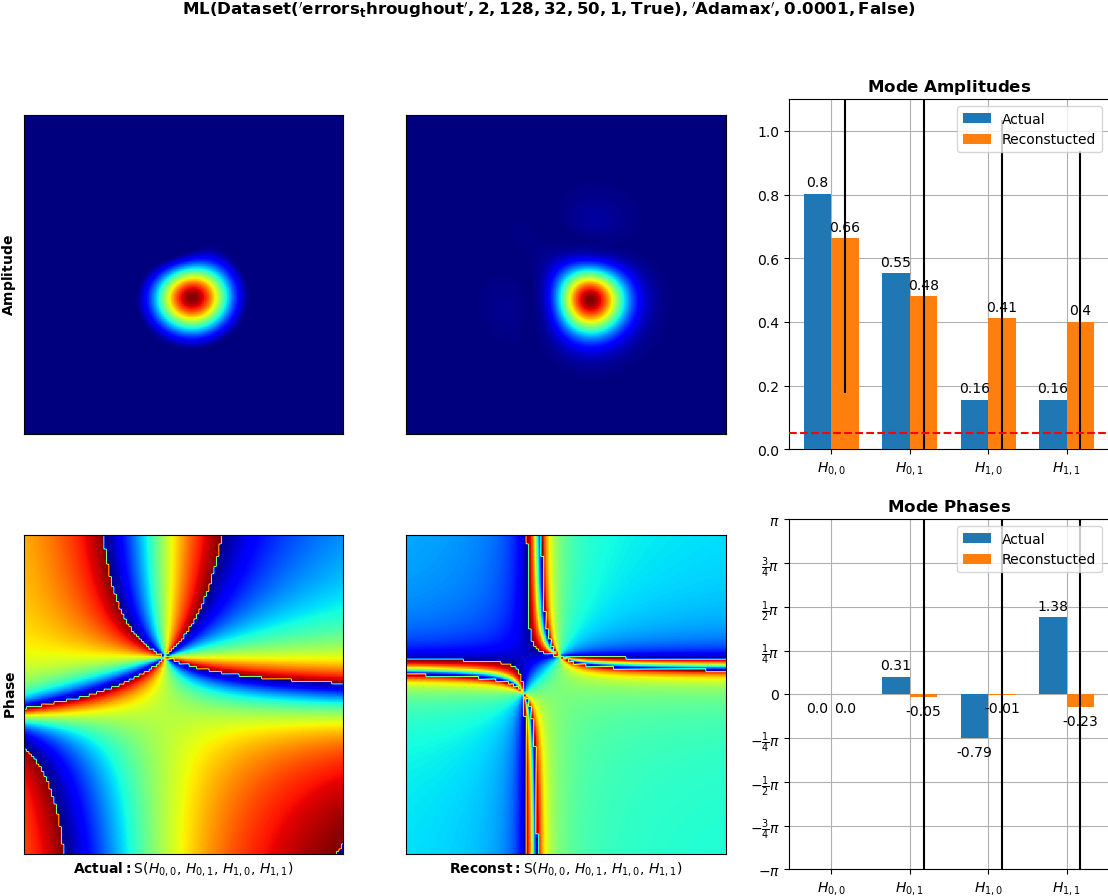 ML(Dataset('errors_throughout', 2, 128, 32, 50, 1, True), 'Adamax', 0.0001, False)
Amplitude
Mode Amplitudes
Actual
Reconstucted
1.0
0.8
0.6
0.4
0.2
0.0
0.8
0.66
0.55
0.48
0.16
0.41
0.16
0.4
H0,0
H0,1
H1,0
H1,1
Phase
Actual: S(H0,0, H0,1, H1,0, H1,1)
Reconst: S(H0,0, H0,1, H1,0, H1,1)
Mode Phases
Actual
Reconstucted
π
3/4π
1/2π
1/4π
0
−1/4π
−1/2π
−3/4π
−π
0.0
0.0
0.31
-0.05
-0.79
-0.01
1.38
-0.23
H0,0
H0,1
H1,0
H1,1